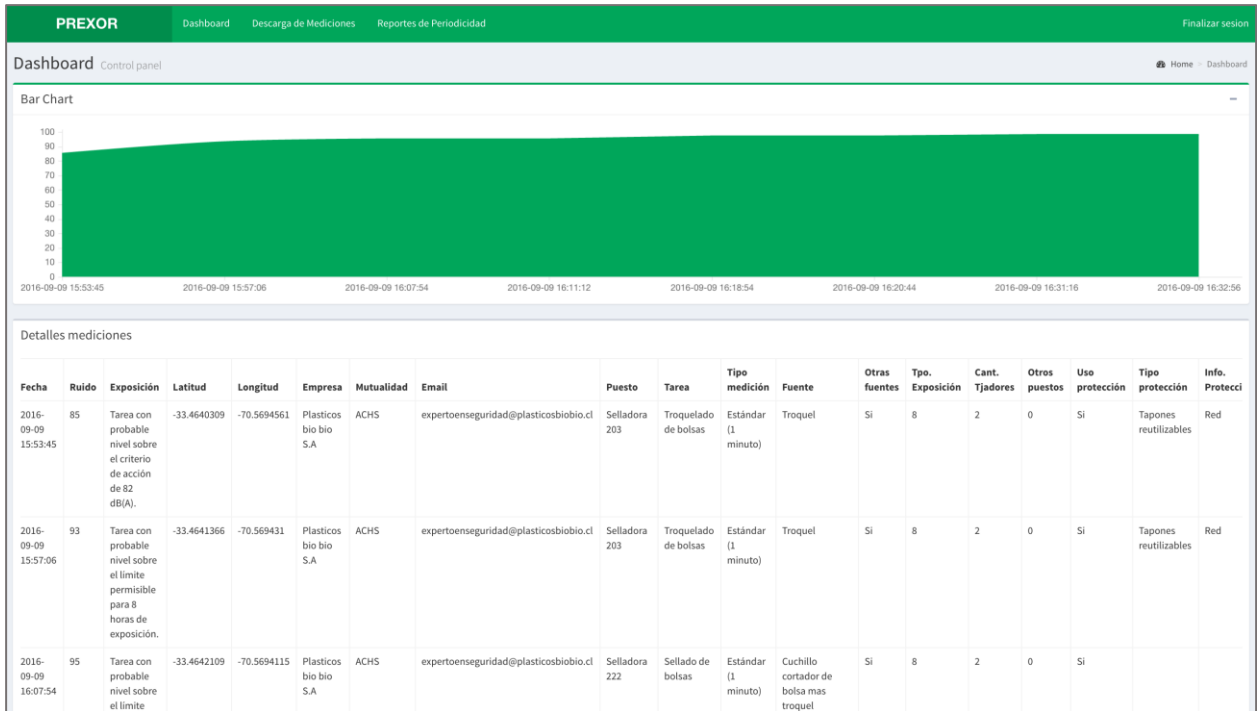 PREXOR Dashboard Descarga de Mediciones Reportes de Periodicidad Finalizar sesion
Dashboard Control panel Home > Dashboard
Bar Chart
100
90
80
70
60
50
40
30
20
10
0
2016-09-09 15:53:45 2016-09-09 15:57:06 2016-09-09 16:07:54 2016-09-09 16:11:12 2016-09-09 16:18:54 2016-09-09 16:20:44 2016-09-09 16:31:16 2016-09-09 16:32:56
Detalles mediciones
Tipo Otras Tpo. Cant. Otros Uso Tipo Info.
Fecha Ruido Exposición Latitud Longitud Empresa Mutualidad Email Puesto Tarea medición Fuente fuentes Exposición Tjadores puestos protección protección Protecci
2016- 85 Tarea con -33.4640309 -70.5694561 Plasticos ACHS expertoenseguridad@plasticosbiobio.cl Selladora Troquelado Estándar Troquel Si 8 2 0 Si Tapones Red
09-09 probable bio bio 203 de bolsas (1 reutilizables
15:53:45 nivel sobre S.A minuto)
el criterio
de acción
de 82
dB(A).
2016- 93 Tarea con -33.4641366 -70.569431 Plasticos ACHS expertoenseguridad@plasticosbiobio.cl Selladora Troquelado Estándar Troquel Si 8 2 0 Si Tapones Red
09-09 probable bio bio 203 de bolsas (1 reutilizables
15:57:06 nivel sobre S.A minuto)
el límite
permisible
para 8
horas de
exposición.
2016- 95 Tarea con -33.4642109 -70.5694115 Plasticos ACHS expertoenseguridad@plasticosbiobio.cl Selladora Sellado de Estándar Cuchillo Si 8 2 0 Si
09-09 probable bio bio 222 bolsas (1 cortador de
16:07:54 nivel sobre S.A minuto) bolsa mas
el límite troquel